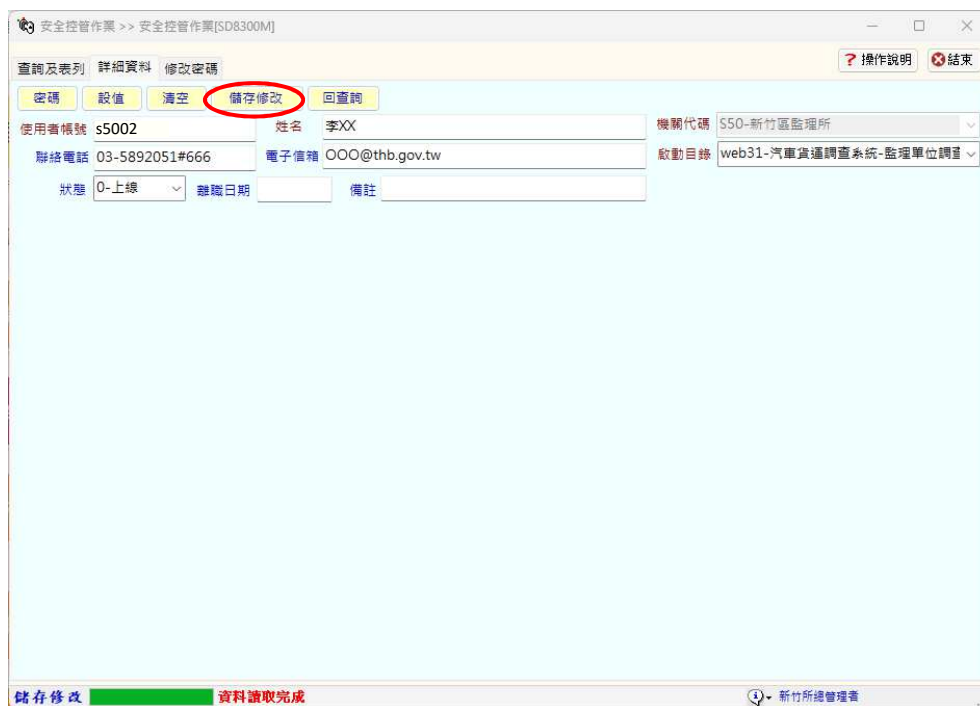 安全控管作業 >> 安全控管作業[SD8300M]
? 操作說明 結束
查詢及表列 詳細資料 修改密碼
密碼 設值 清空 儲存修改 回查詢
使用者帳號 s5002 姓名 李XX 機關代碼 S50-新竹區監理所
聯絡電話 03-5892051#666 電子信箱 OOO@thb.gov.tw 啟動目錄 web31-汽車貨運調查系統-監理單位調查
狀態 0-上線 離職日期 備註
儲存修改 資料讀取完成 新竹所總管理者